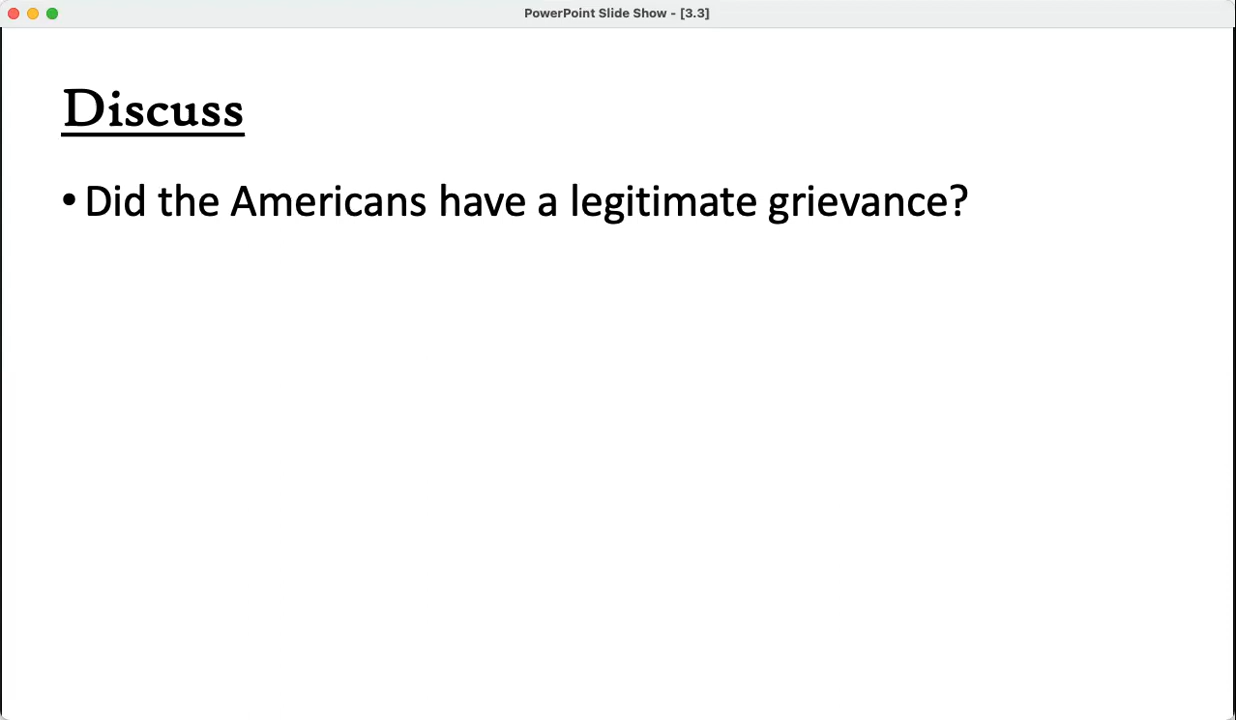 PowerPoint Slide Show - [3.3]
Discuss
• Did the Americans have a legitimate grievance?